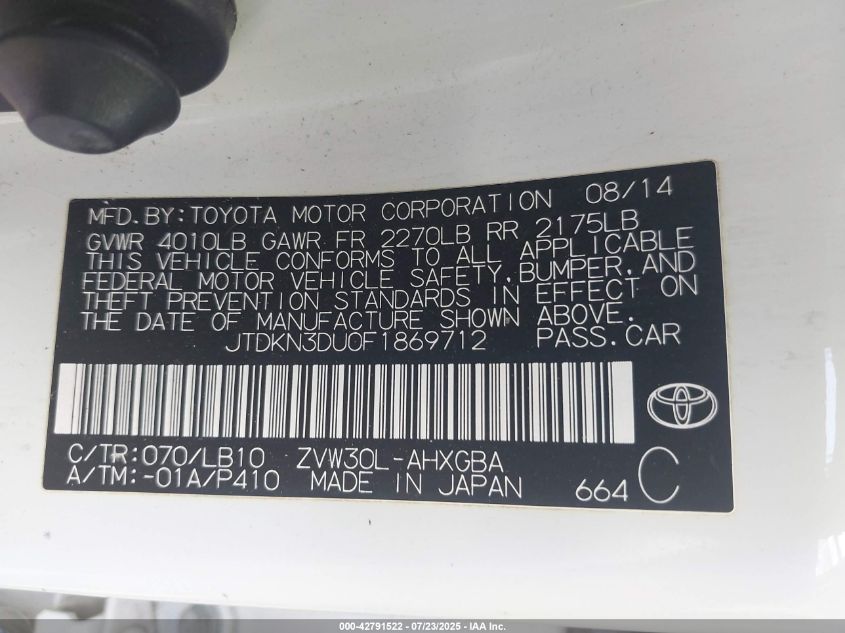 MFD. BY: TOYOTA MOTOR CORPORATION 08/14
GVWR 4010LB GAWR FR 2270LB RR 2175LB
THIS VEHICLE CONFORMS TO ALL APPLICABLE
FEDERAL MOTOR VEHICLE SAFETY, BUMPER, AND
THEFT PREVENTION STANDARDS IN EFFECT ON
THE DATE OF MANUFACTURE SHOWN ABOVE.
JTDKN3DU0F1869712 PASS. CAR
C/TR: 070/LB10 ZVW30L-AHXGBA
A/TM: -01A/P410 MADE IN JAPAN 664 C
000-42791522 - 07/23/2025 - IAA Inc.